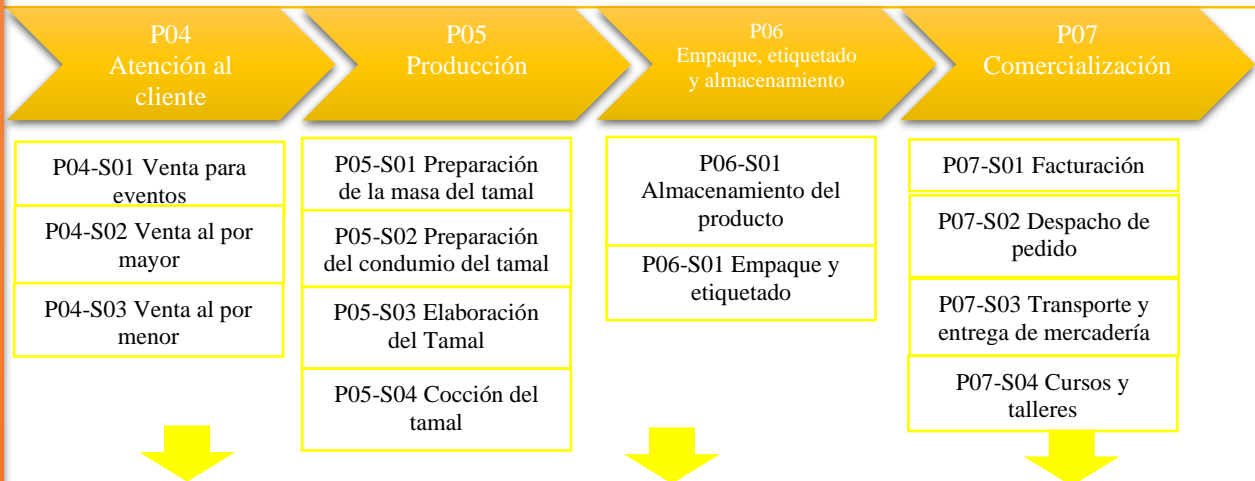 P04
Atención al
cliente
P05
Producción
P06
Empaque, etiquetado
y almacenamiento
P07
Comercialización
P04-S01 Venta para
eventos
P04-S02 Venta al por
mayor
P04-S03 Venta al por
menor
P05-S01 Preparación
de la masa del tamal
P05-S02 Preparación
del condumio del tamal
P05-S03 Elaboración
del Tamal
P05-S04 Cocción del
tamal
P06-S01
Almacenamiento del
producto
P06-S01 Empaque y
etiquetado
P07-S01 Facturación
P07-S02 Despacho de
pedido
P07-S03 Transporte y
entrega de mercadería
P07-S04 Cursos y
talleres